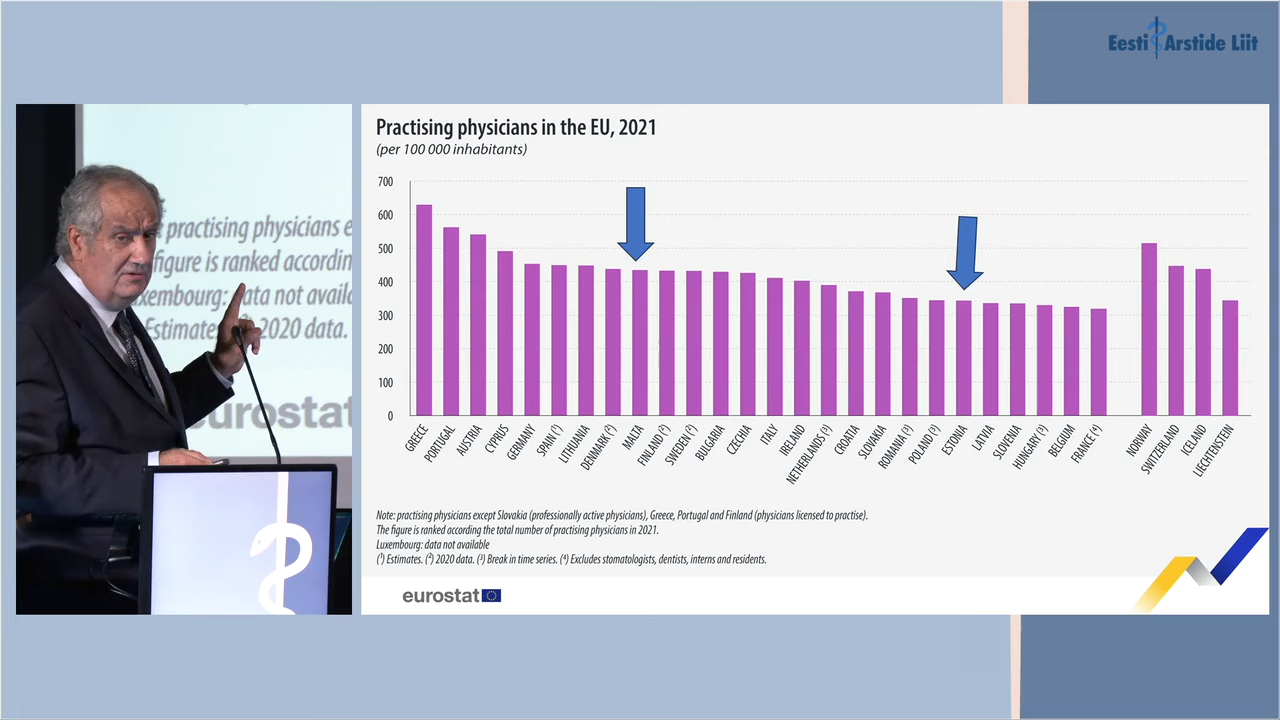 Eesti Arstide Liit
practising physicians
figure is ranked
data not
Estimates
2020 data.
eurostat
Practising physicians in the EU, 2021
(per 100 000 inhabitants)
700
600
500
400
300
200
100
0
GREECE
PORTUGAL
AUSTRIA
CYPRUS
GERMANY
SPAIN (¹)
LITHUANIA
DENMARK (²)
MALTA
FINLAND (²)
SWEDEN (²)
BULGARIA
CZECHIA
ITALY
IRELAND
NETHERLANDS (³)
CROATIA
SLOVAKIA
ROMANIA (³)
POLAND (³)
ESTONIA
LATVIA
SLOVENIA
HUNGARY (³)
BELGIUM
FRANCE (⁴)
NORWAY
SWITZERLAND
ICELAND
LIECHTENSTEIN
Note: practising physicians except Slovakia (professionally active physicians), Greece, Portugal and Finland (physicians licensed to practise).
The figure is ranked according the total number of practising physicians in 2021.
Luxembourg: data not available
(¹) Estimates. (²) 2020 data. (³) Break in time series. (⁴) Excludes stomatologists, dentists, interns and residents.
eurostat